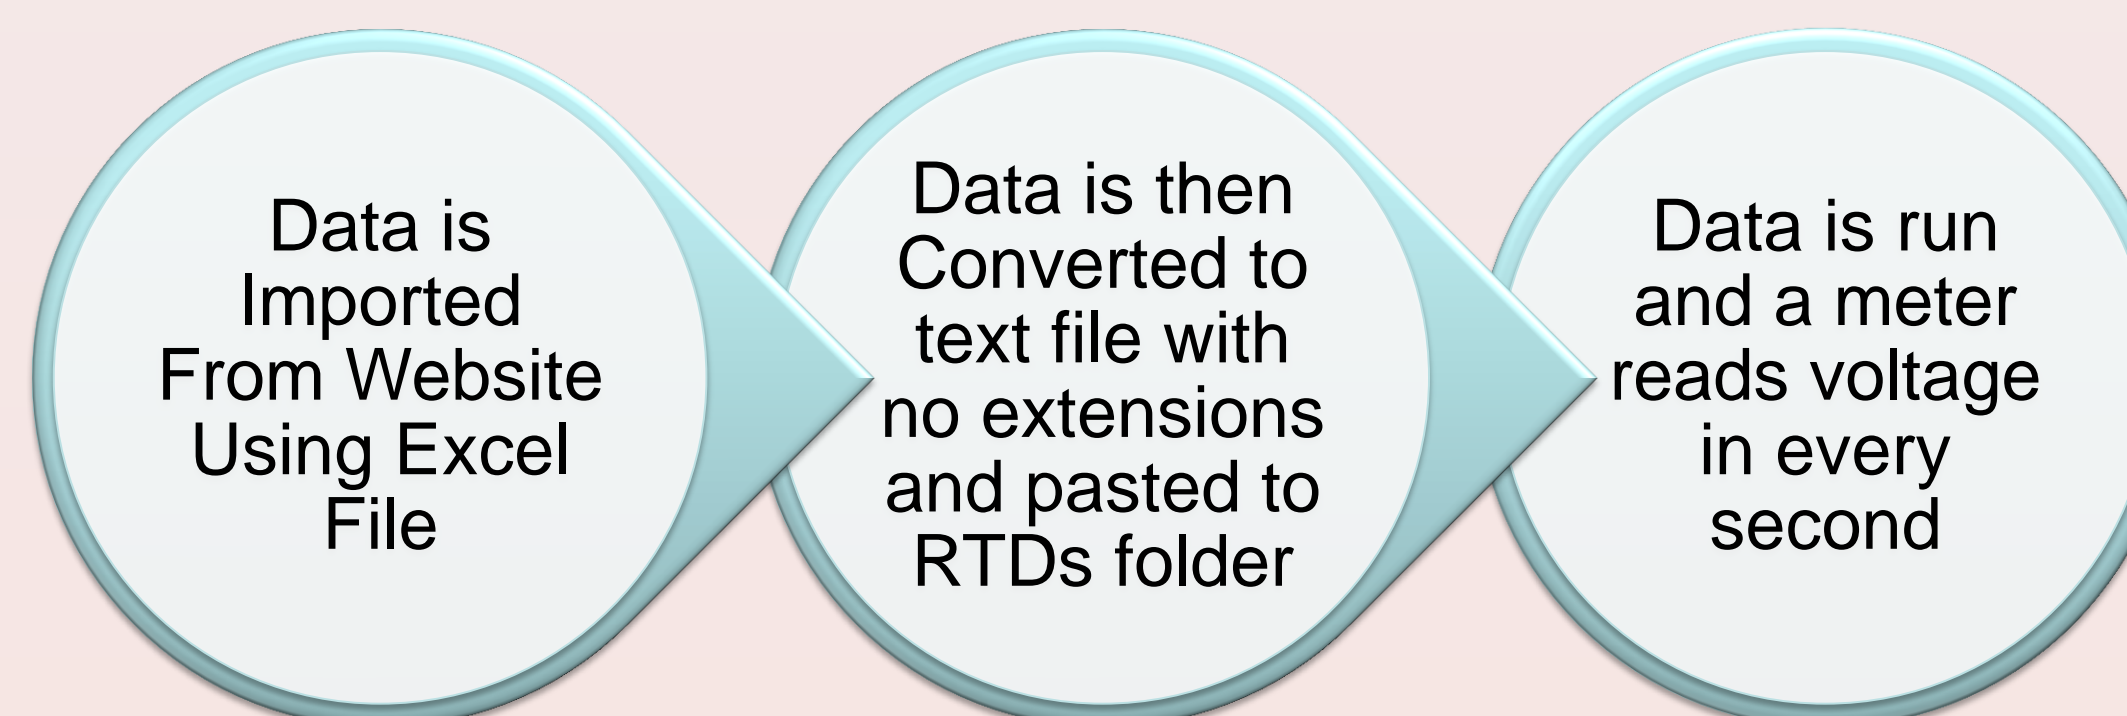 Data is
Imported
From Website
Using Excel
File
Data is then
Converted to
text file with
no extensions
and pasted to
RTDs folder
Data is run
and a meter
reads voltage
in every
second